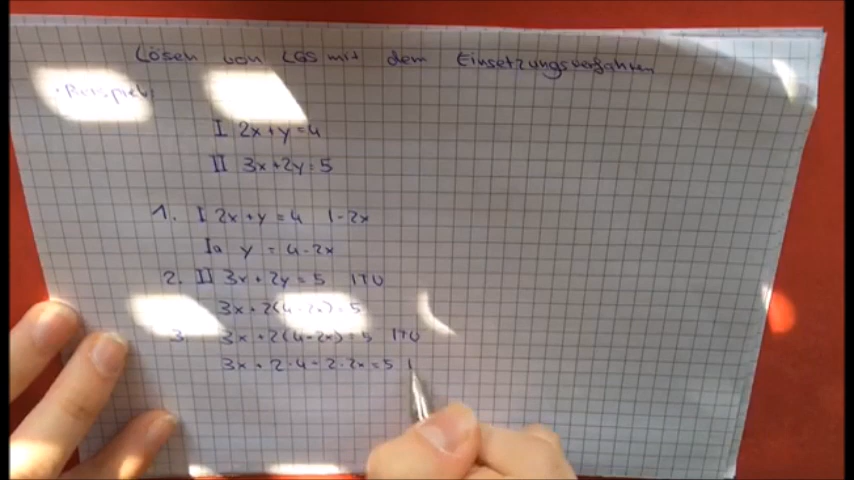 Lösen von LGS mit dem Einsetzungsverfahren
· Beispiel
I 2x+y=4
II 3x+2y=5
1. I 2x+y=4 |-2x
Ia y = 4-2x
2. II 3x+2y=5 |TU
3x+2(4-2x)=5
3. 3x+2(4-2x)=5 |TU
3x+2·4-2·2x=5 |